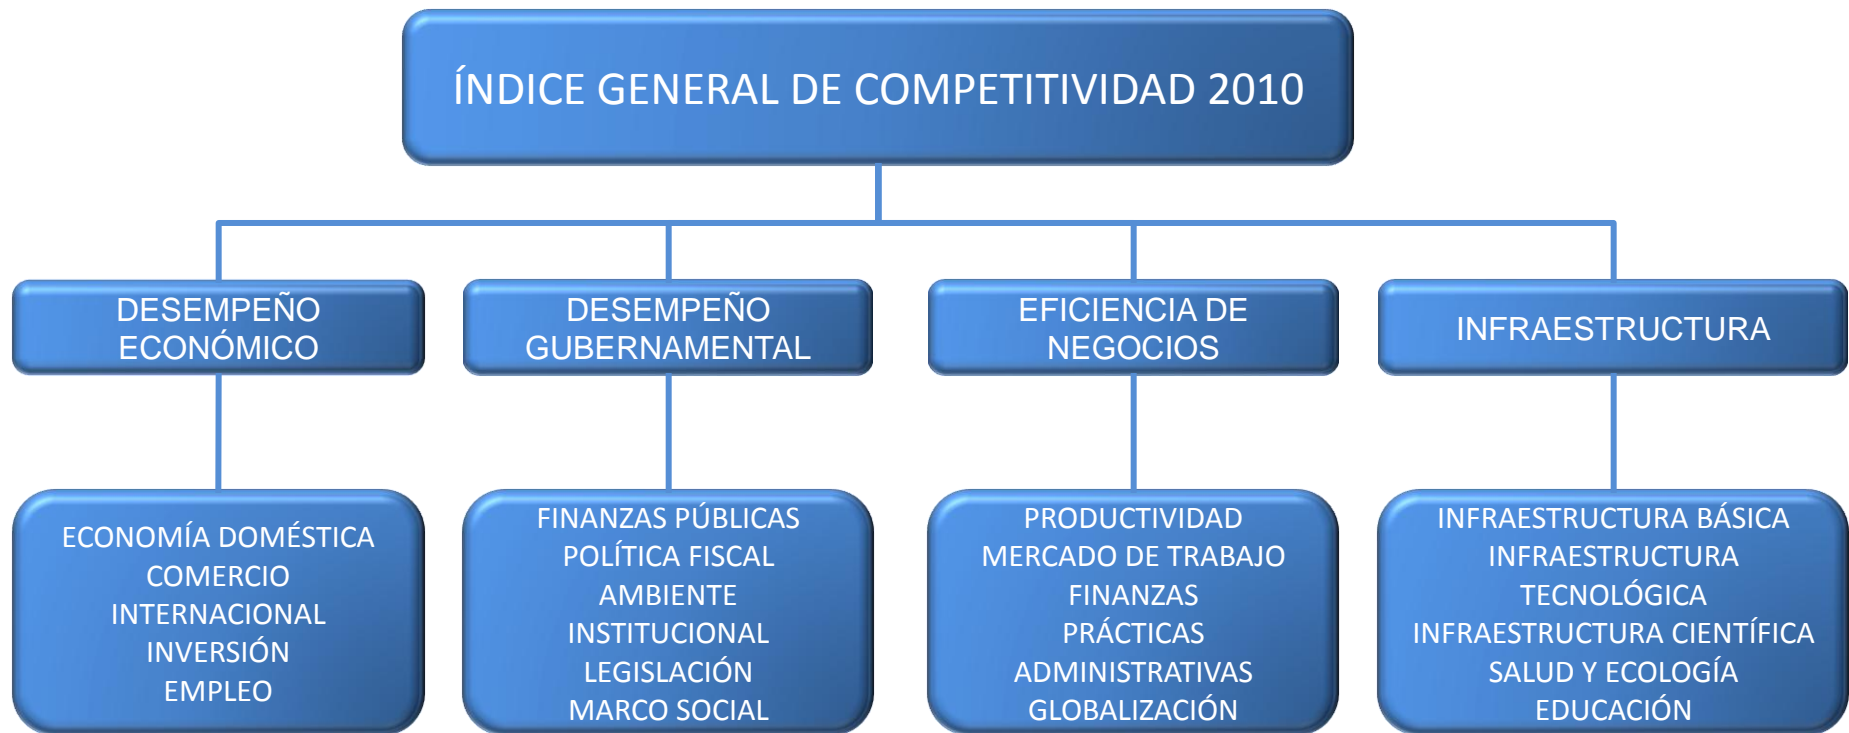 ÍNDICE GENERAL DE COMPETITIVIDAD 2010
DESEMPEÑO
ECONÓMICO
DESEMPEÑO
GUBERNAMENTAL
EFICIENCIA DE
NEGOCIOS
INFRAESTRUCTURA
ECONOMÍA DOMÉSTICA
COMERCIO
INTERNACIONAL
INVERSIÓN
EMPLEO
FINANZAS PÚBLICAS
POLÍTICA FISCAL
AMBIENTE
INSTITUCIONAL
LEGISLACIÓN
MARCO SOCIAL
PRODUCTIVIDAD
MERCADO DE TRABAJO
FINANZAS
PRÁCTICAS
ADMINISTRATIVAS
GLOBALIZACIÓN
INFRAESTRUCTURA BÁSICA
INFRAESTRUCTURA
TECNOLÓGICA
INFRAESTRUCTURA CIENTÍFICA
SALUD Y ECOLOGÍA
EDUCACIÓN